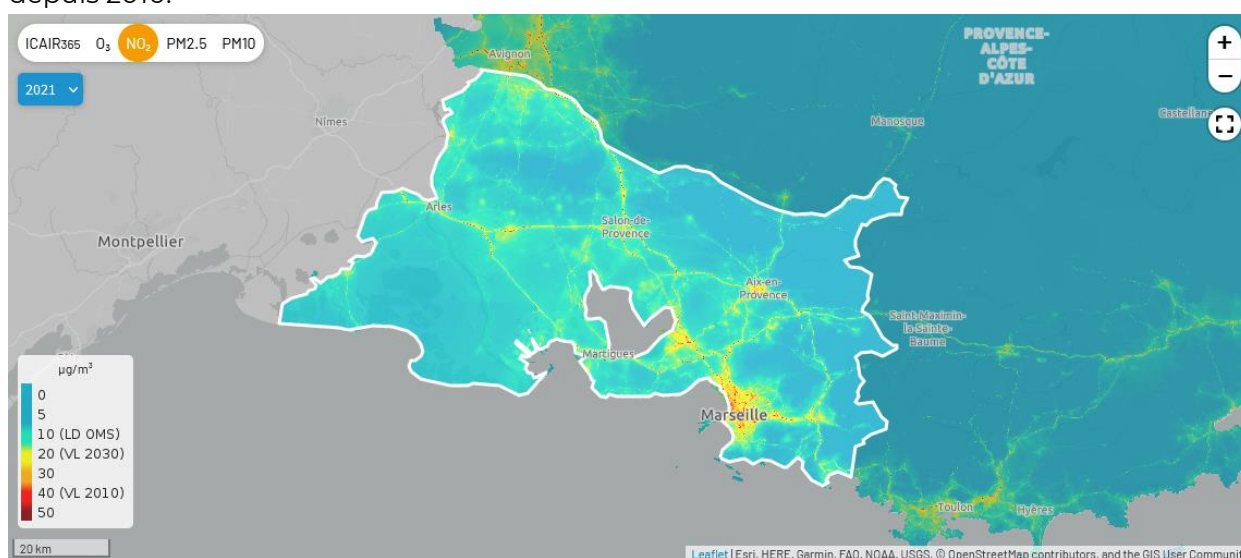 depuis 2010.
ICAIR365 O₃ NO₂ PM2.5 PM10
2021
PROVENCE-
ALPES-
CÔTE
D'AZUR
+
−
Avignon
Nîmes
Manosque
Arles
Salon-de-
Provence
Montpellier
Aix-en-
Provence
Saint-Maximin-
la-Sainte-
Baume
Martigues
Marseille
Toulon
Hyères
µg/m³
0
5
10 (LD OMS)
20 (VL 2030)
30
40 (VL 2010)
50
20 km
Leaflet | Esri, HERE, Garmin, FAO, NOAA, USGS, © OpenStreetMap contributors, and the GIS User Communit